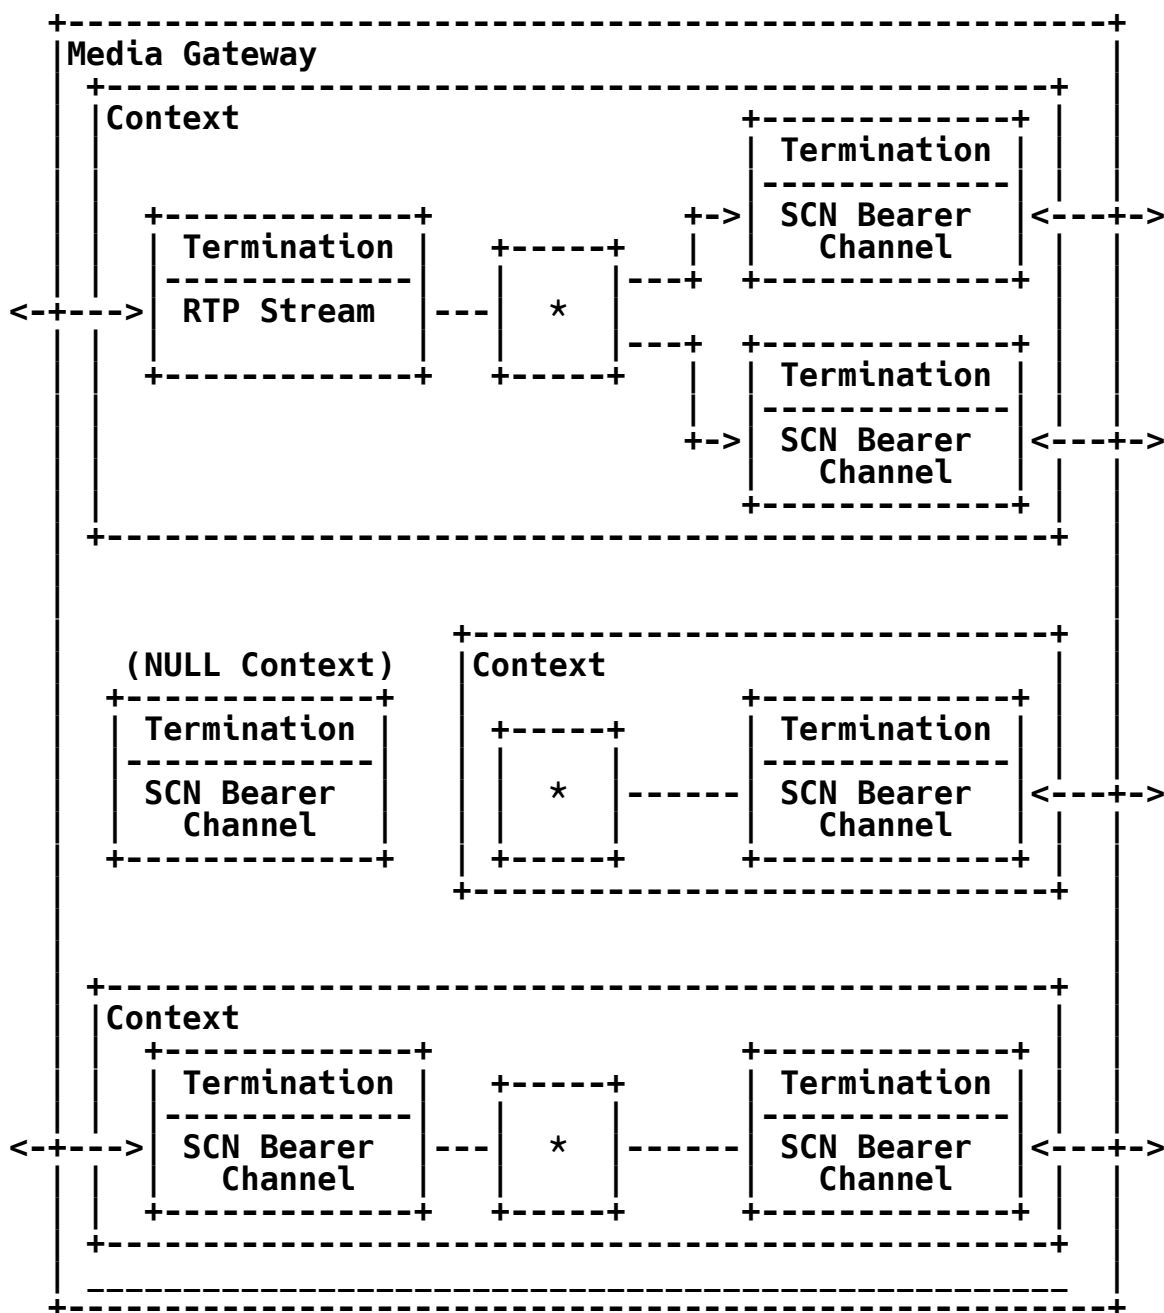 Media Gateway
Context
Termination
SCN Bearer
Channel
Termination
RTP Stream
*
Termination
SCN Bearer
Channel
(NULL Context)
Termination
SCN Bearer
Channel
Context
*
Termination
SCN Bearer
Channel
Context
Termination
SCN Bearer
Channel
*
Termination
SCN Bearer
Channel